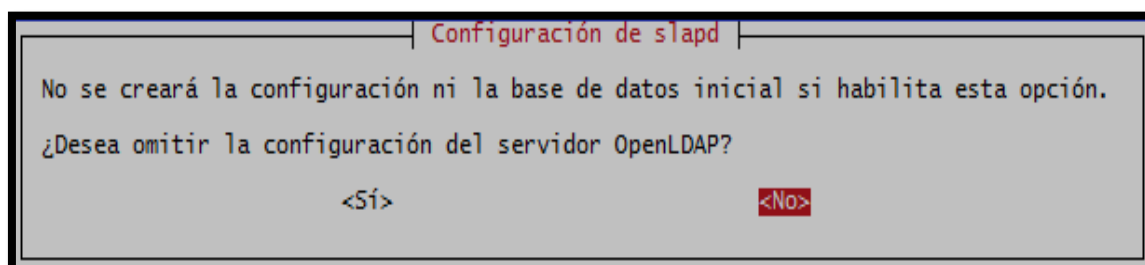 Configuración de slapd
No se creará la configuración ni la base de datos inicial si habilita esta opción.
¿Desea omitir la configuración del servidor OpenLDAP?
<Sí> <No>